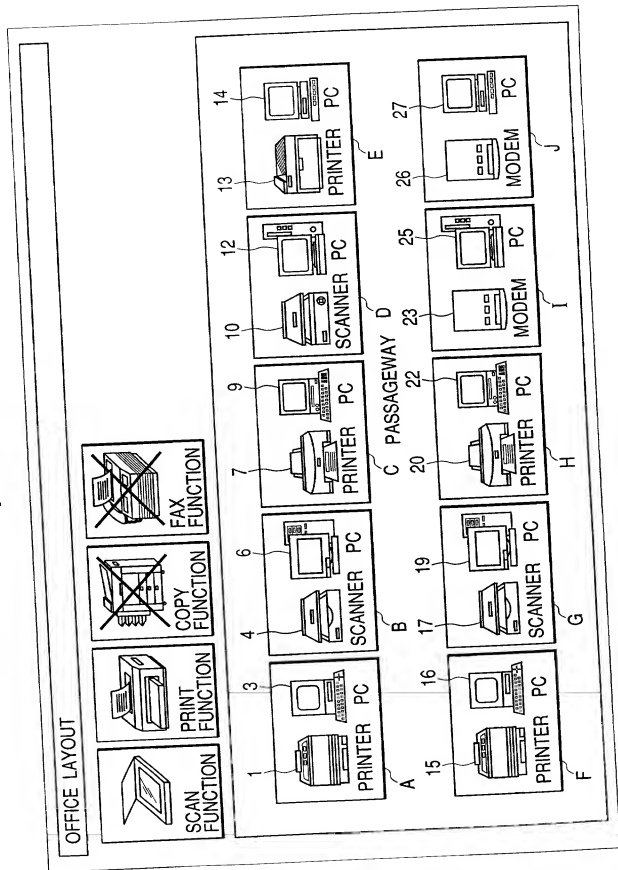 OFFICE LAYOUT
SCAN
FUNCTION
PRINT
FUNCTION
COPY
FUNCTION
FAX
FUNCTION
1
3
PRINTER PC
A
4
6
SCANNER PC
B
7
9
PRINTER PC
C
10
12
SCANNER PC
D
13
14
PRINTER PC
E
PASSAGEWAY
15
16
PRINTER PC
F
17
19
SCANNER PC
G
20
22
PRINTER PC
H
23
25
MODEM PC
I
26
27
MODEM PC
J